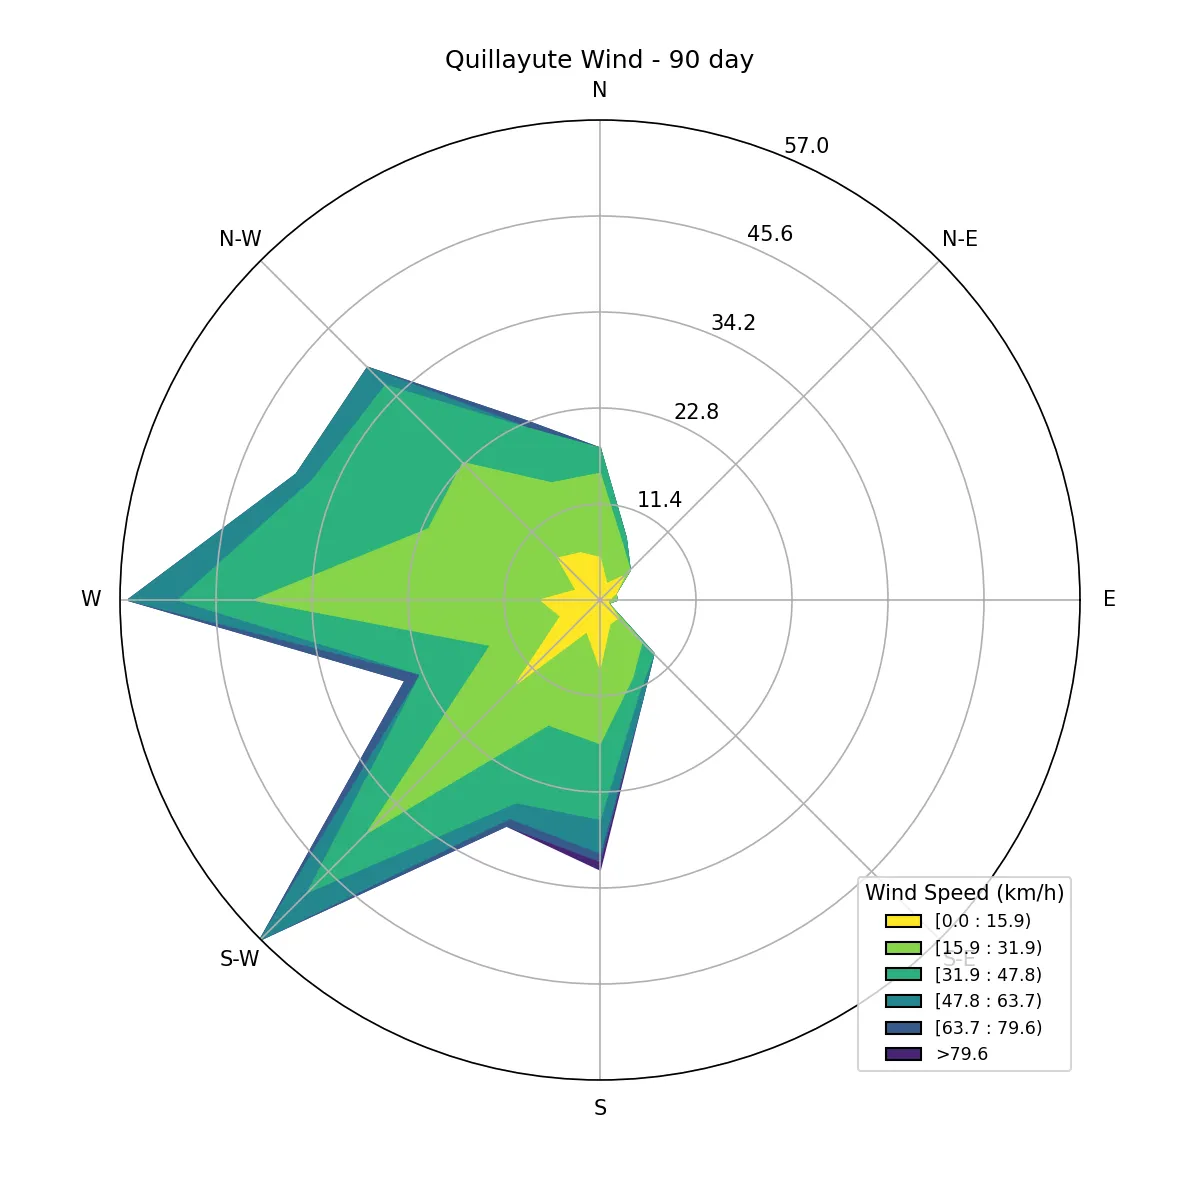 Quillayute Wind - 90 day
N
57.0
N-W
45.6
N-E
34.2
22.8
11.4
W
E
Wind Speed (km/h)
[0.0 : 15.9)
[15.9 : 31.9)
S-W
S-E
[31.9 : 47.8)
[47.8 : 63.7)
[63.7 : 79.6)
>79.6
S